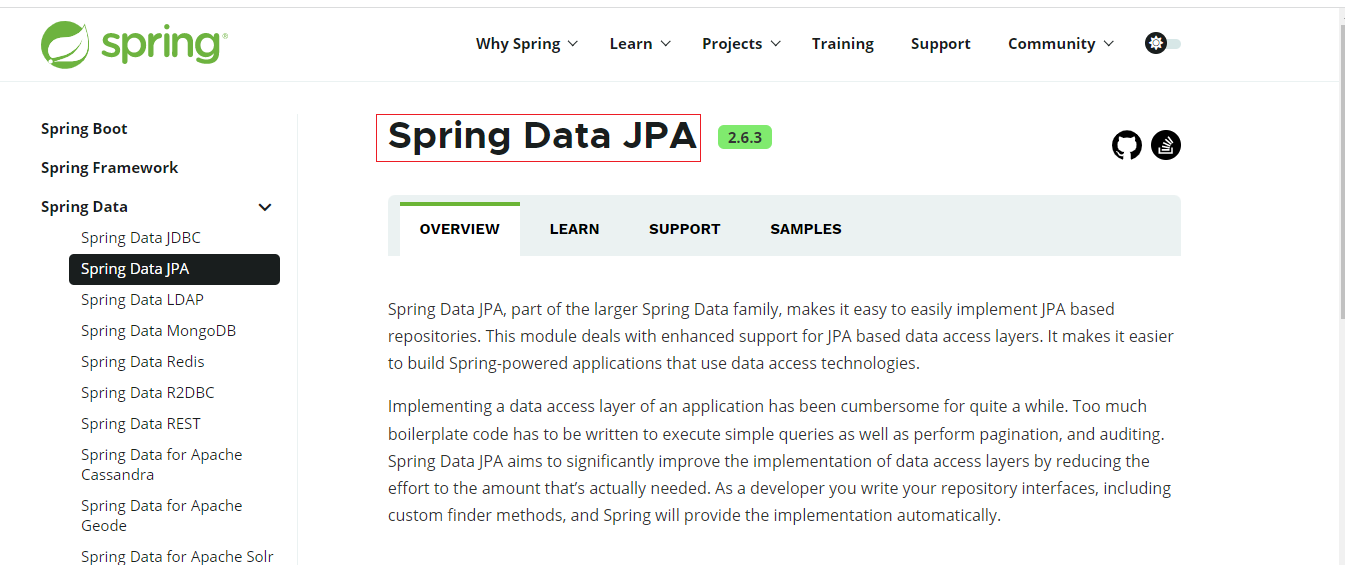 spring
Why Spring
Learn
Projects
Training
Support
Community
Spring Boot
Spring Framework
Spring Data
Spring Data JDBC
Spring Data JPA
Spring Data LDAP
Spring Data MongoDB
Spring Data Redis
Spring Data R2DBC
Spring Data REST
Spring Data for Apache
Cassandra
Spring Data for Apache
Geode
Spring Data for Apache Solr
Spring Data JPA 2.6.3
OVERVIEW
LEARN
SUPPORT
SAMPLES
Spring Data JPA, part of the larger Spring Data family, makes it easy to easily implement JPA based
repositories. This module deals with enhanced support for JPA based data access layers. It makes it easier
to build Spring-powered applications that use data access technologies.
Implementing a data access layer of an application has been cumbersome for quite a while. Too much
boilerplate code has to be written to execute simple queries as well as perform pagination, and auditing.
Spring Data JPA aims to significantly improve the implementation of data access layers by reducing the
effort to the amount that’s actually needed. As a developer you write your repository interfaces, including
custom finder methods, and Spring will provide the implementation automatically.